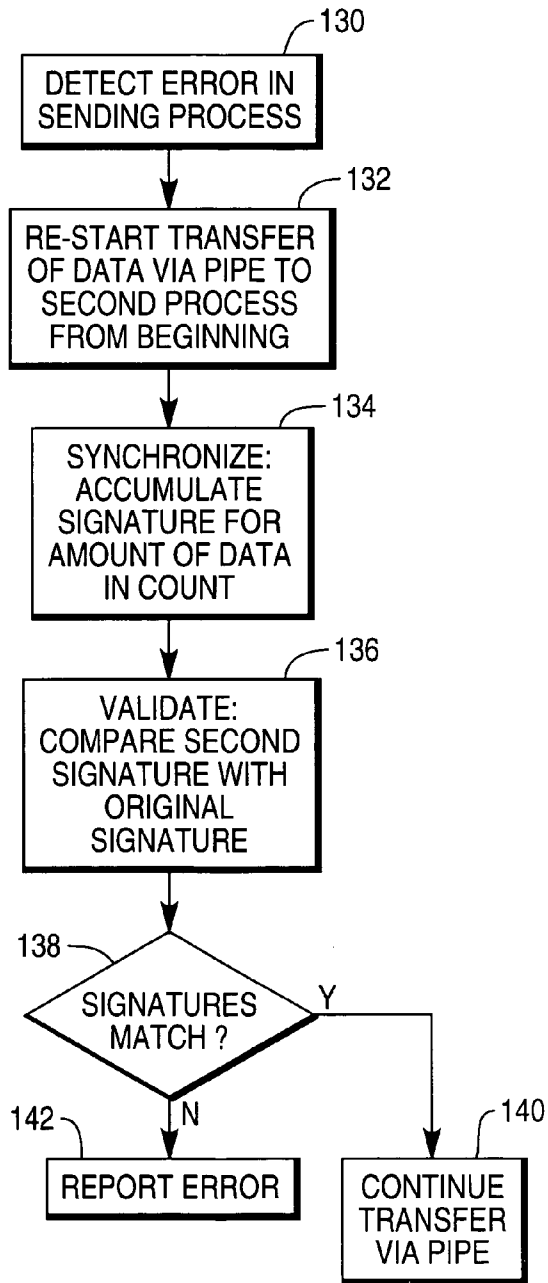 130
DETECT ERROR IN
SENDING PROCESS
132
RE-START TRANSFER
OF DATA VIA PIPE TO
SECOND PROCESS
FROM BEGINNING
134
SYNCHRONIZE:
ACCUMULATE
SIGNATURE FOR
AMOUNT OF DATA
IN COUNT
136
VALIDATE:
COMPARE SECOND
SIGNATURE WITH
ORIGINAL
SIGNATURE
138
SIGNATURES
MATCH ?
Y
N
142
REPORT ERROR
140
CONTINUE
TRANSFER
VIA PIPE